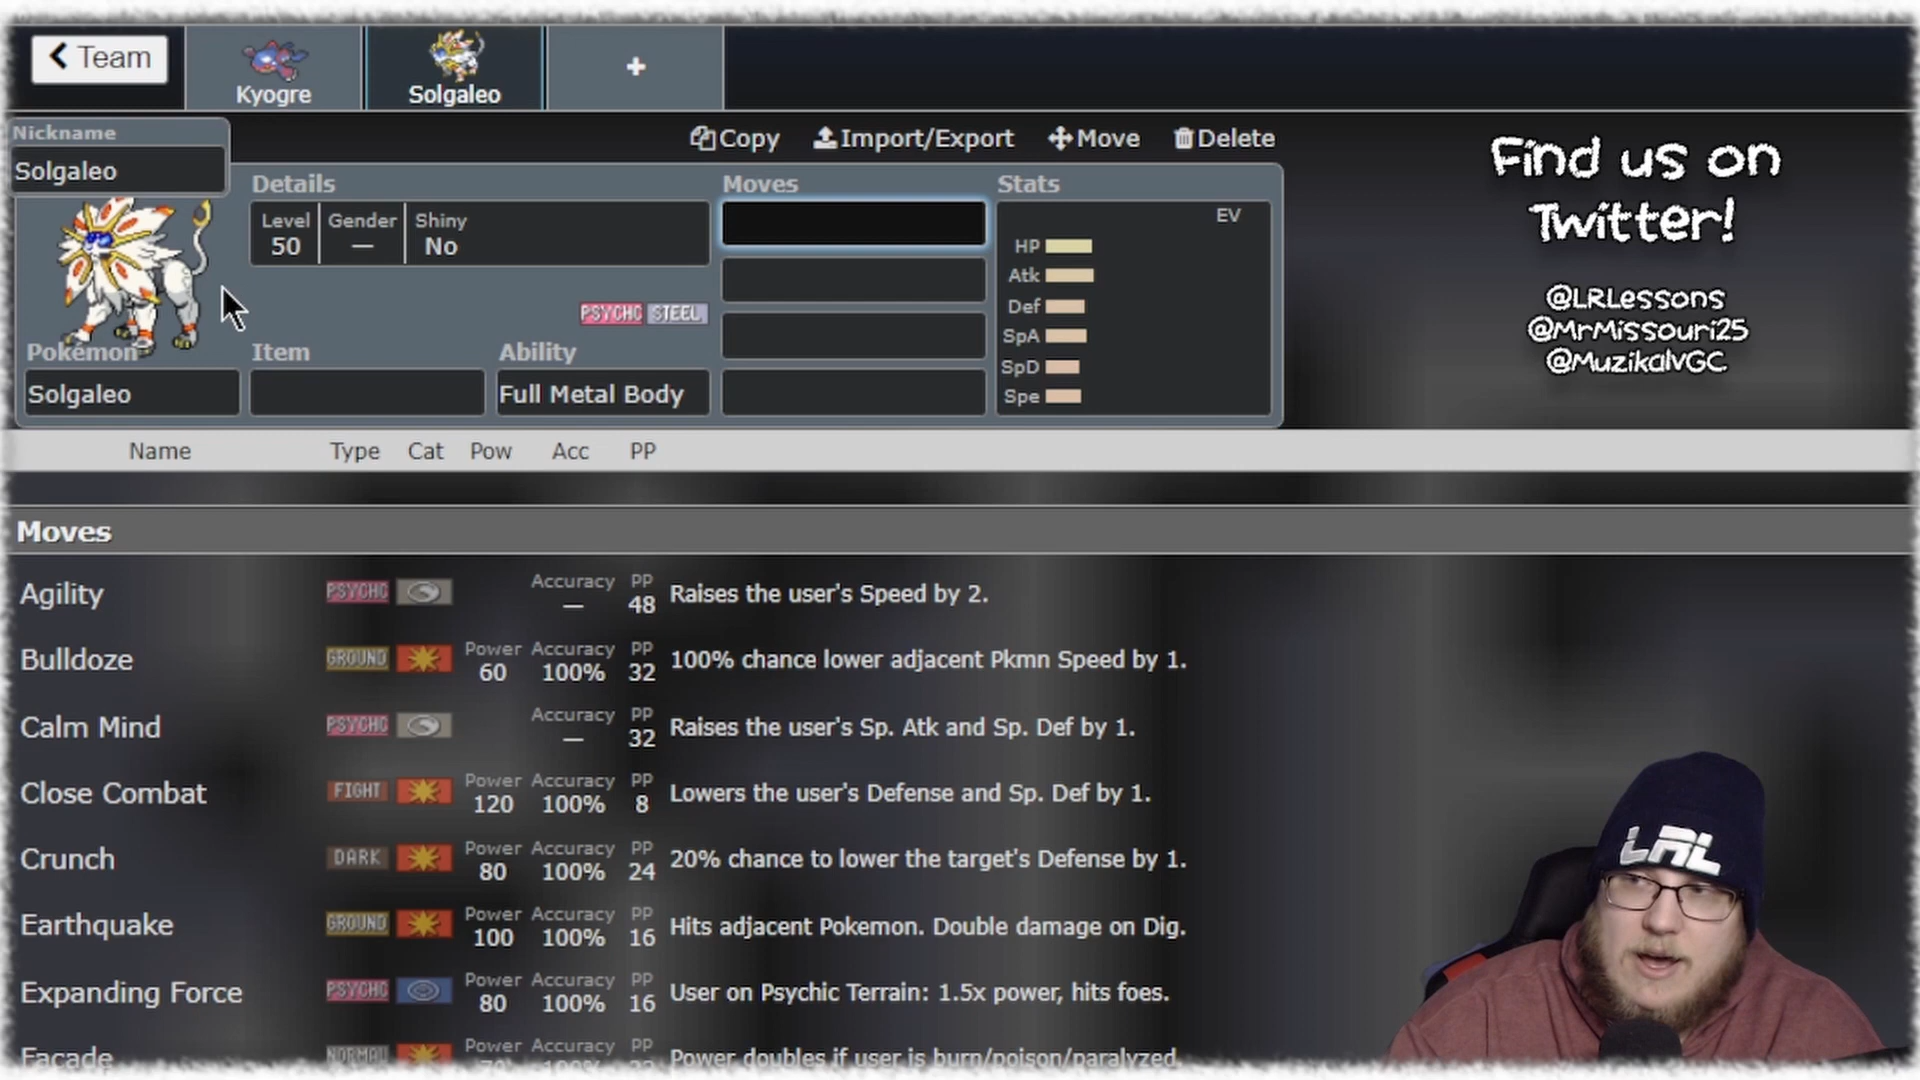 Team
Kyogre
Solgaleo
Nickname
Solgaleo
Copy Import/Export Move Delete
Details
Level Gender Shiny
50 — No
PSYCHC STEEL
Pokémon Item Ability
Solgaleo Full Metal Body
Moves
Stats
EV
HP
Atk
Def
SpA
SpD
Spe
Find us on
Twitter!
@LRLessons
@MrMissouri25
@MuzikalVGC
Name Type Cat Pow Acc PP
Moves
Agility PSYCHC Accuracy — PP 48 Raises the user's Speed by 2.
Bulldoze GROUND Power 60 Accuracy 100% PP 32 100% chance lower adjacent Pkmn Speed by 1.
Calm Mind PSYCHC Accuracy — PP 32 Raises the user's Sp. Atk and Sp. Def by 1.
Close Combat FIGHT Power 120 Accuracy 100% PP 8 Lowers the user's Defense and Sp. Def by 1.
Crunch DARK Power 80 Accuracy 100% PP 24 20% chance to lower the target's Defense by 1.
Earthquake GROUND Power 100 Accuracy 100% PP 16 Hits adjacent Pokemon. Double damage on Dig.
Expanding Force PSYCHC Power 80 Accuracy 100% PP 16 User on Psychic Terrain: 1.5x power, hits foes.
Facade NORMAL Power Accuracy PP Power doubles if user is burn/poison/paralyzed.
LRL